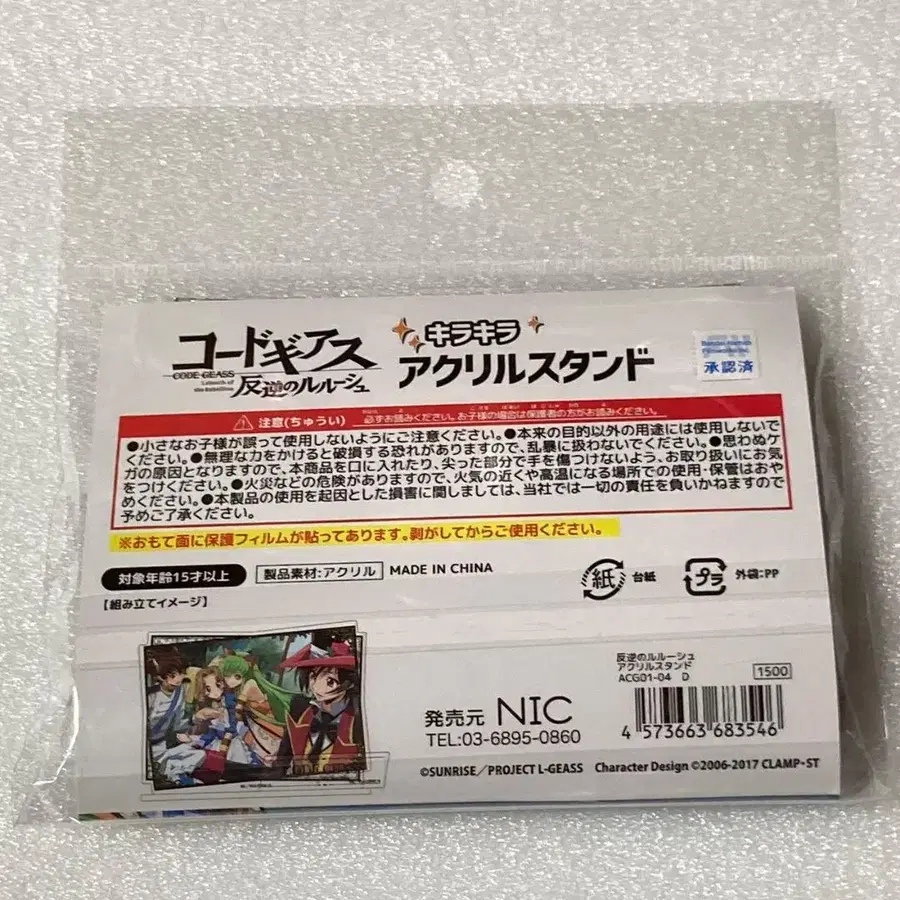 コードギアス
CODE GEASS
Lelouch of
the Rebellion
反逆のルルーシュ
キラキラ
アクリルスタンド
承認済
注意(ちゅうい)
必ずお読みください。お子様の場合は保護者の方がお読みください。
●小さなお子様が誤って使用しないようにご注意ください。●本来の目的以外の用途には使用しないで
ください。●無理な力をかけると破損する恐れがありますので、乱暴に扱わないでください。●思わぬケ
ガの原因となりますので、本商品を口に入れたり、尖った部分で手を傷つけないよう、お取り扱いにお気
をつけください。●火災などの危険がありますので、火気の近くや高温になる場所での使用・保管はおや
めください。●本製品の使用を起因とした損害に関しましては、当社では一切の責任を負いかねますので
予めご了承ください。
※おもて面に保護フィルムが貼ってあります。剥がしてからご使用ください。
対象年齢15才以上
製品素材:アクリル
MADE IN CHINA
紙
台紙
プラ
外袋:PP
【組み立てイメージ】
反逆のルルーシュ
アクリルスタンド
ACG01-04 D
1500
発売元 NIC
TEL:03-6895-0860
4 573663 683546
©SUNRISE／PROJECT L-GEASS Character Design ©2006-2017 CLAMP・ST